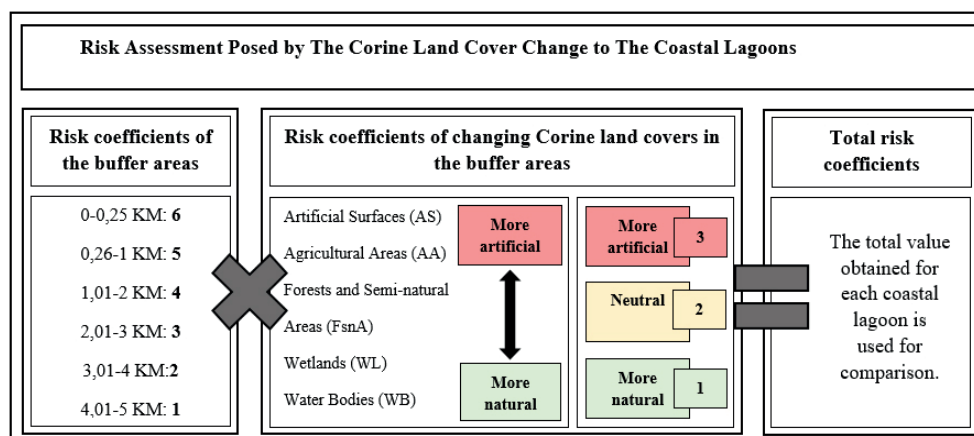 Risk Assessment Posed by The Corine Land Cover Change to The Coastal Lagoons
Risk coefficients of
the buffer areas
0-0,25 KM: 6
0,26-1 KM: 5
1,01-2 KM: 4
2,01-3 KM: 3
3,01-4 KM:2
4,01-5 KM: 1
Risk coefficients of changing Corine land covers in
the buffer areas
Artificial Surfaces (AS)
Agricultural Areas (AA)
Forests and Semi-natural
Areas (FsnA)
Wetlands (WL)
Water Bodies (WB)
More
artificial
More
natural
More
artificial
3
Neutral
2
More
natural
1
Total risk
coefficients
The total value
obtained for
each coastal
lagoon is
used for
comparison.